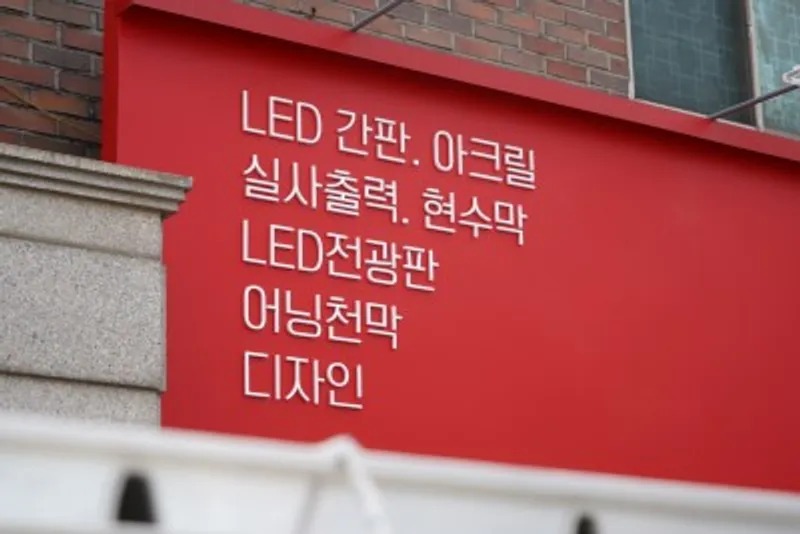 LED 간판. 아크릴
실사출력. 현수막
LED전광판
어닝천막
디자인